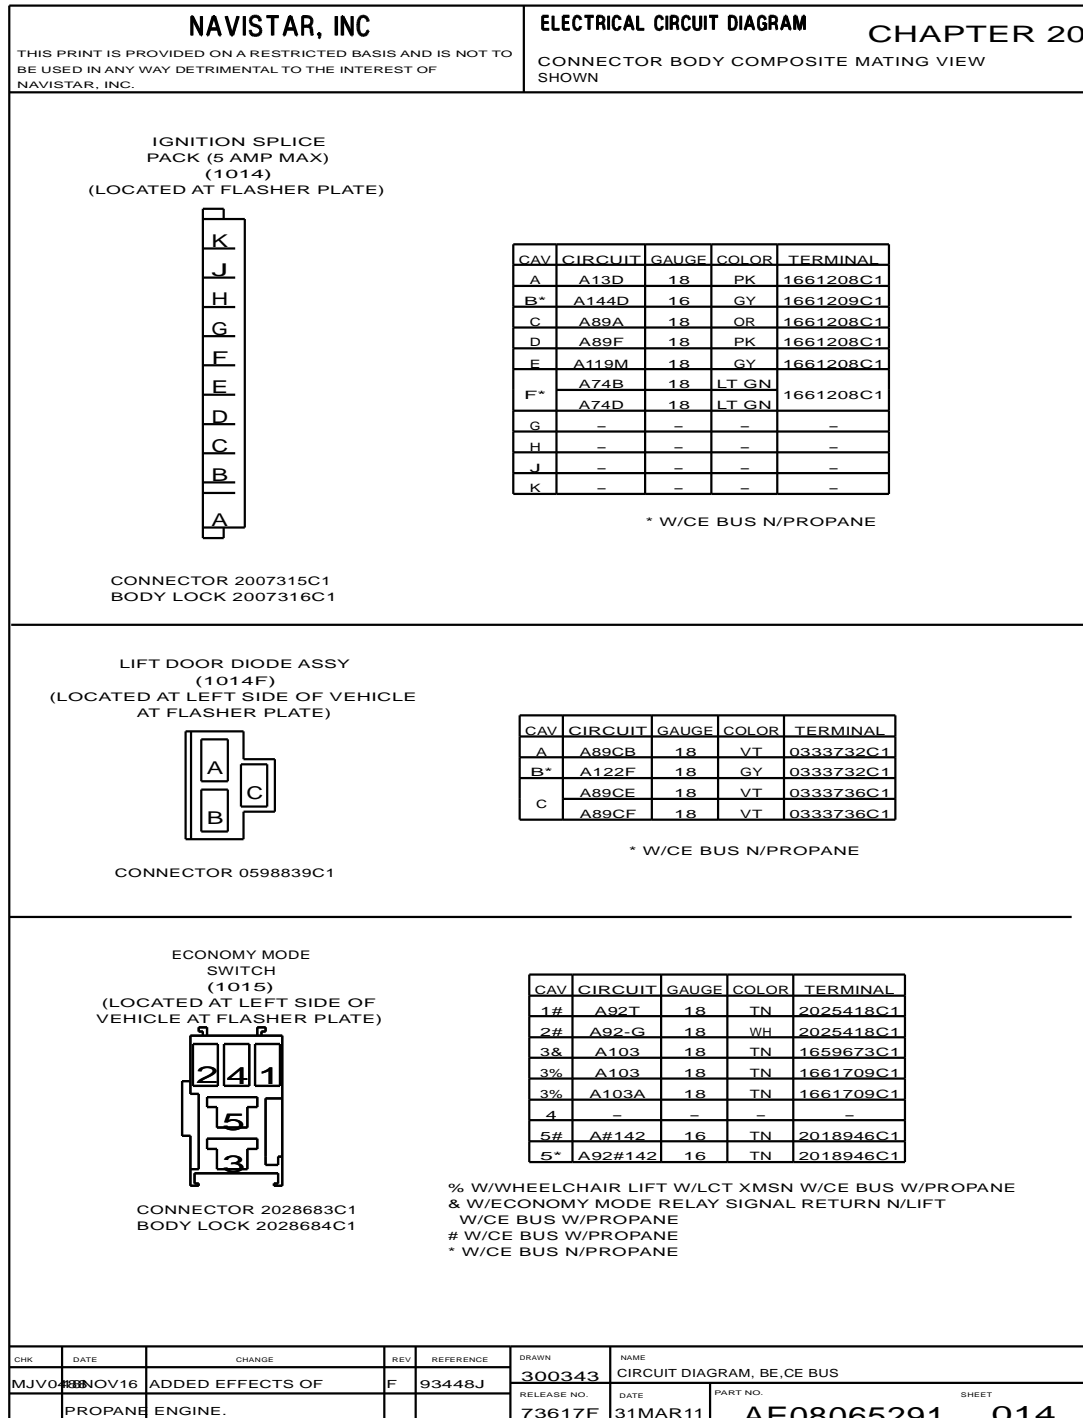 NAVISTAR, INC
THIS PRINT IS PROVIDED ON A RESTRICTED BASIS AND IS NOT TO
BE USED IN ANY WAY DETRIMENTAL TO THE INTEREST OF
NAVISTAR, INC.
ELECTRICAL CIRCUIT DIAGRAM
CHAPTER 20
CONNECTOR BODY COMPOSITE MATING VIEW
SHOWN
IGNITION SPLICE
PACK (5 AMP MAX)
(1014)
(LOCATED AT FLASHER PLATE)
K
J
H
G
F
E
D
C
B
A
CONNECTOR 2007315C1
BODY LOCK 2007316C1
CAV CIRCUIT GAUGE COLOR TERMINAL
A A13D 18 PK 1661208C1
B* A144D 16 GY 1661209C1
C A89A 18 OR 1661208C1
D A89F 18 PK 1661208C1
E A119M 18 GY 1661208C1
F* A74B 18 LT GN 1661208C1
A74D 18 LT GN
G – – – –
H – – – –
J – – – –
K – – – –
* W/CE BUS N/PROPANE
LIFT DOOR DIODE ASSY
(1014F)
(LOCATED AT LEFT SIDE OF VEHICLE
AT FLASHER PLATE)
A
C
B
CONNECTOR 0598839C1
CAV CIRCUIT GAUGE COLOR TERMINAL
A A89CB 18 VT 0333732C1
B* A122F 18 GY 0333732C1
C A89CE 18 VT 0333736C1
A89CF 18 VT 0333736C1
* W/CE BUS N/PROPANE
ECONOMY MODE
SWITCH
(1015)
(LOCATED AT LEFT SIDE OF
VEHICLE AT FLASHER PLATE)
2 4 1
5
3
CONNECTOR 2028683C1
BODY LOCK 2028684C1
CAV CIRCUIT GAUGE COLOR TERMINAL
1# A92T 18 TN 2025418C1
2# A92-G 18 WH 2025418C1
3& A103 18 TN 1659673C1
3% A103 18 TN 1661709C1
3% A103A 18 TN 1661709C1
4 – – – –
5# A#142 16 TN 2018946C1
5* A92#142 16 TN 2018946C1
% W/WHEELCHAIR LIFT W/LCT XMSN W/CE BUS W/PROPANE
& W/ECONOMY MODE RELAY SIGNAL RETURN N/LIFT
W/CE BUS W/PROPANE
# W/CE BUS W/PROPANE
* W/CE BUS N/PROPANE
CHK DATE CHANGE REV REFERENCE
ADDED EFFECTS OF F 93448J
PROPANE ENGINE.
DRAWN
300343
NAME
CIRCUIT DIAGRAM, BE,CE BUS
RELEASE NO.
73617F
DATE
31MAR11
PART NO.
AE08065291
SHEET
014